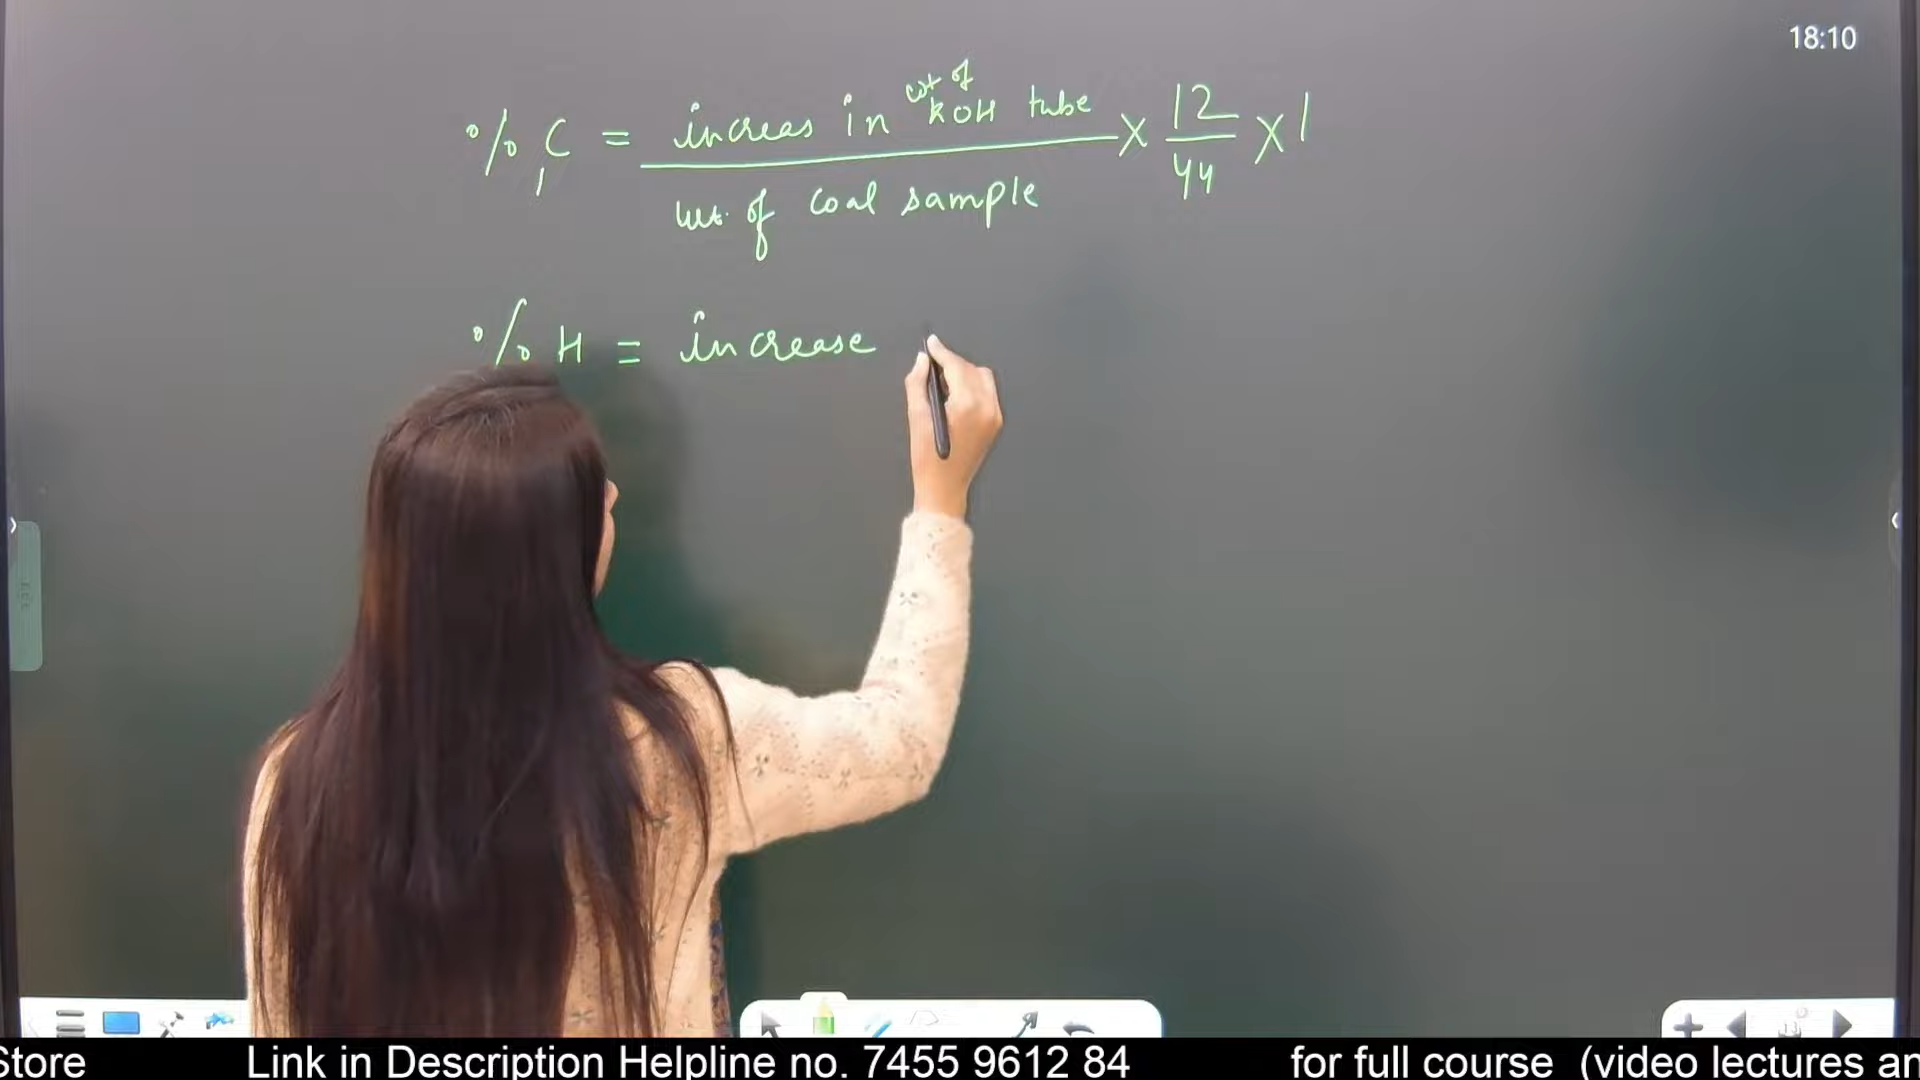 18:10
wt of
% C = increas in KOH tube × 12/44 × 1
wt. of coal sample
% H = increase
Store Link in Description Helpline no. 7455 9612 84 for full course (video lectures an